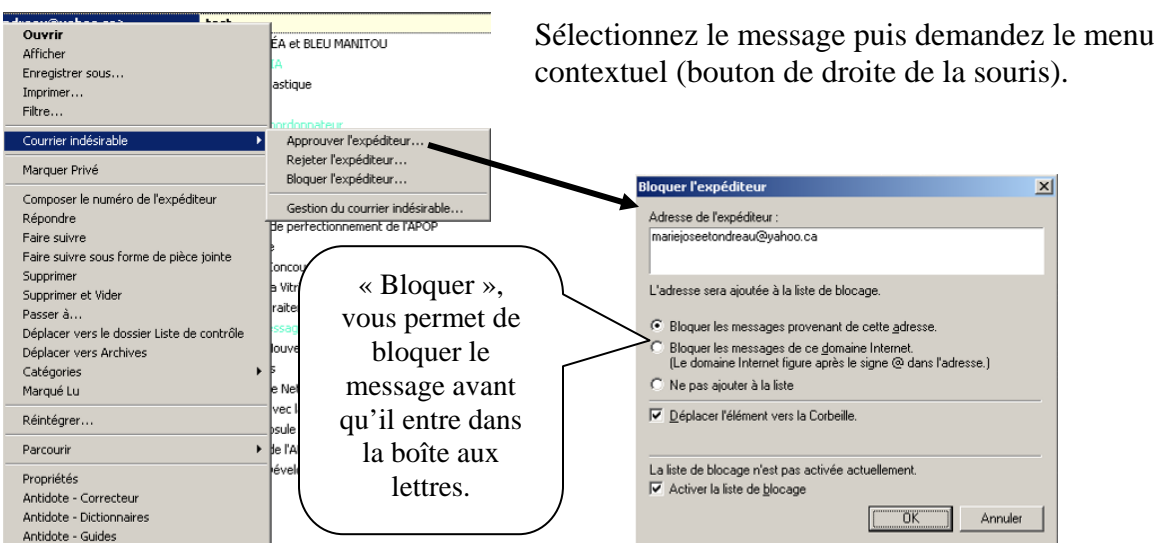 Sélectionnez le message puis demandez le menu
contextuel (bouton de droite de la souris).
test
Ouvrir
Afficher
Enregistrer sous...
Imprimer...
Filtre...
Courrier indésirable
Marquer Privé
Composer le numéro de l'expéditeur
Répondre
Faire suivre
Faire suivre sous forme de pièce jointe
Supprimer
Supprimer et Vider
Passer à...
Déplacer vers le dossier Liste de contrôle
Déplacer vers Archives
Catégories
Marqué Lu
Réintégrer...
Parcourir
Propriétés
Antidote - Correcteur
Antidote - Dictionnaires
Antidote - Guides
ÉA et BLEU MANITOU
IA
astique
oordonnateur
Approuver l'expéditeur...
Rejeter l'expéditeur...
Bloquer l'expéditeur...
Gestion du courrier indésirable...
de perfectionnement de l'APOP
« Bloquer »,
vous permet de
bloquer le
message avant
qu'il entre dans
la boîte aux
lettres.
Bloquer l'expéditeur
Adresse de l'expéditeur :
mariejoseetondreau@yahoo.ca
L'adresse sera ajoutée à la liste de blocage.
Bloquer les messages provenant de cette adresse.
Bloquer les messages de ce domaine Internet.
(Le domaine Internet figure après le signe @ dans l'adresse.)
Ne pas ajouter à la liste
Déplacer l'élément vers la Corbeille.
La liste de blocage n'est pas activée actuellement.
Activer la liste de blocage
OK
Annuler